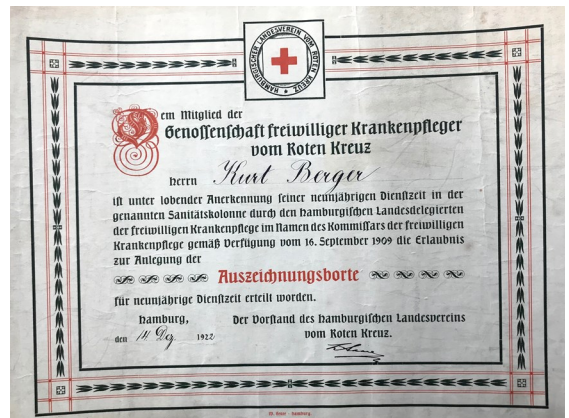 HAMBURGISCHER LANDESVEREIN VOM ROTEN KREUZ
Dem Mitglied der
Genossenschaft freiwilliger Krankenpfleger
vom Roten Kreuz
Herrn Kurt Berger
ist unter lobender Anerkennung seiner neunjährigen Dienstzeit in der
genannten Sanitätskolonne durch den Hamburgischen Landesdelegierten
der freiwilligen Krankenpflege im Namen des Kommissars der freiwilligen
Krankenpflege gemäß Verfügung vom 16. September 1909 die Erlaubnis
zur Anlegung der
Auszeichnungsborte
für neunjährige Dienstzeit erteilt worden.
Hamburg,
den 14. Dez. 1922
Der Vorstand des Hamburgischen Landesvereins
vom Roten Kreuz.
Hamburg.